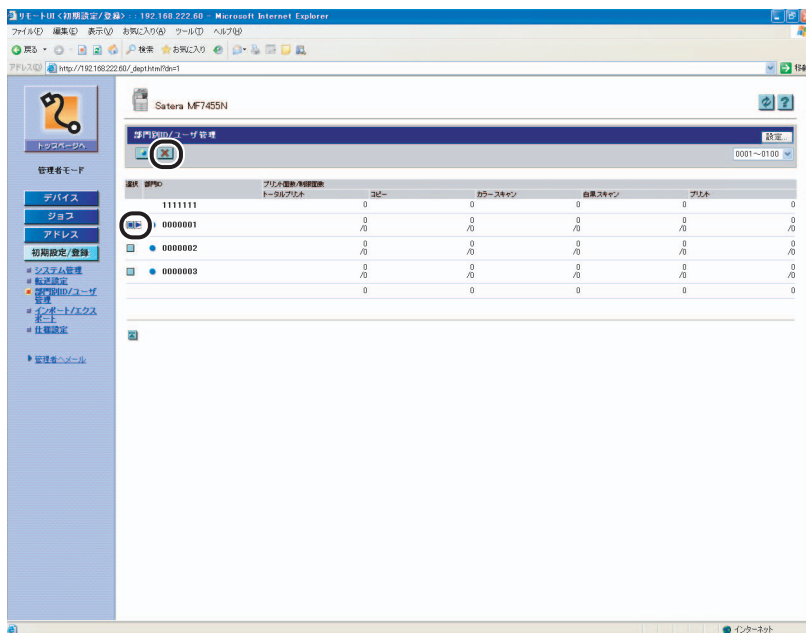 リモートUI <初期設定/登録> : : 192.168.222.60 - Microsoft Internet Explorer
ファイル(F) 編集(E) 表示(V) お気に入り(A) ツール(T) ヘルプ(H)
戻る 検索 お気に入り
アドレス(D) http://192.168.222.60/_dept.html?dn=1 移動
Satera MF7455N
トップページへ
部門別ID/ユーザ管理 設定...
0001～0100
管理者モード
デバイス
ジョブ
アドレス
初期設定/登録
システム管理
転送設定
部門別ID/ユーザ
管理
インポート/エクス
ポート
仕様設定
管理者へメール
選択 部門ID プリント面数/制限面数
トータルプリント コピー カラースキャン 白黒スキャン プリント
1111111 0 0 0 0 0
0000001 0 0 0 0 0
/0 /0 /0 /0 /0
0000002 0 0 0 0 0
/0 /0 /0 /0 /0
0000003 0 0 0 0 0
/0 /0 /0 /0 /0
0 0 0 0 0
インターネット